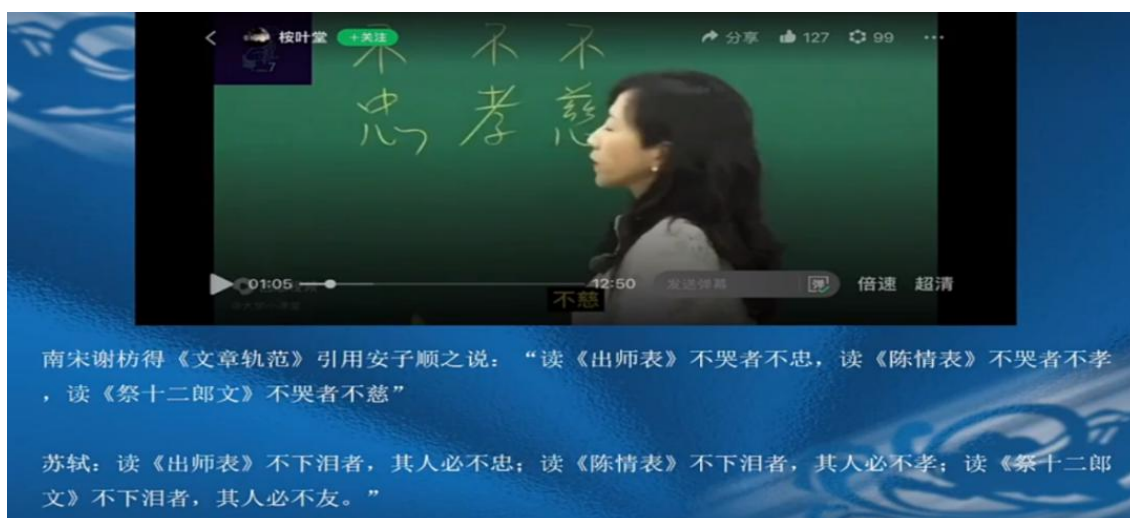 桉叶堂 +关注 分享 127 99 ...
不 不 不
忠 孝 慈
01:05 12:50 发送弹幕 弹 倍速 超清
不慈
南宋谢枋得《文章轨范》引用安子顺之说：“读《出师表》不哭者不忠，读《陈情表》不哭者不孝
，读《祭十二郎文》不哭者不慈”
苏轼：读《出师表》不下泪者，其人必不忠；读《陈情表》不下泪者，其人必不孝；读《祭十二郎
文》不下泪者，其人必不友。”